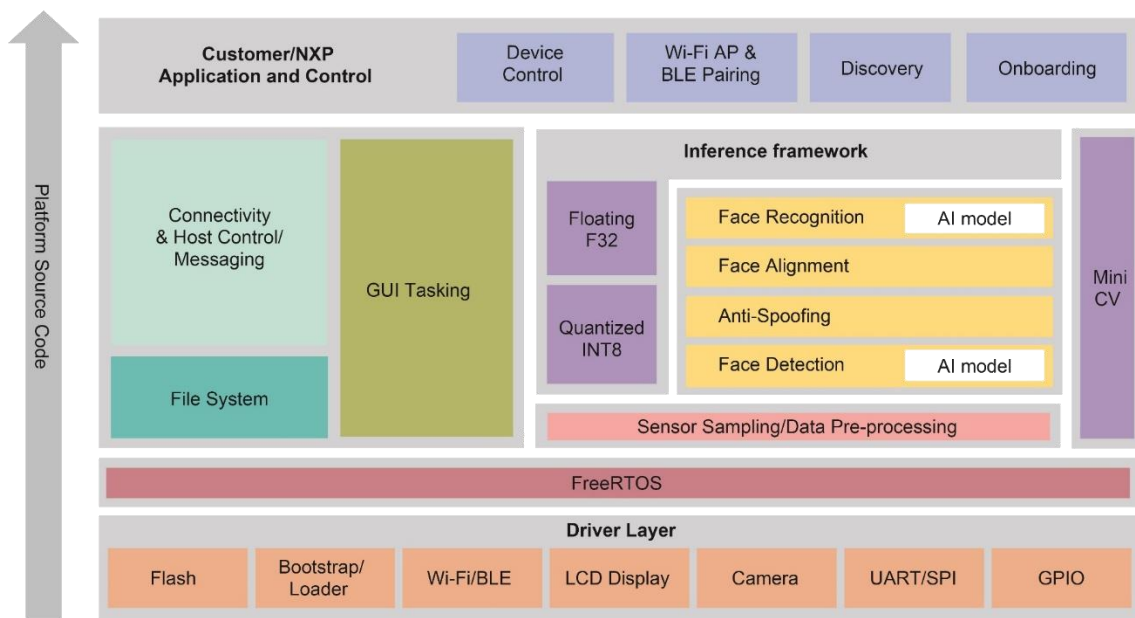 Platform Source Code
Customer/NXP
Application and Control
Device
Control
Wi-Fi AP &
BLE Pairing
Discovery
Onboarding
Connectivity
& Host Control/
Messaging
File System
GUI Tasking
Inference framework
Floating
F32
Quantized
INT8
Face Recognition
AI model
Face Alignment
Anti-Spoofing
Face Detection
AI model
Sensor Sampling/Data Pre-processing
Mini
CV
FreeRTOS
Driver Layer
Flash
Bootstrap/
Loader
Wi-Fi/BLE
LCD Display
Camera
UART/SPI
GPIO